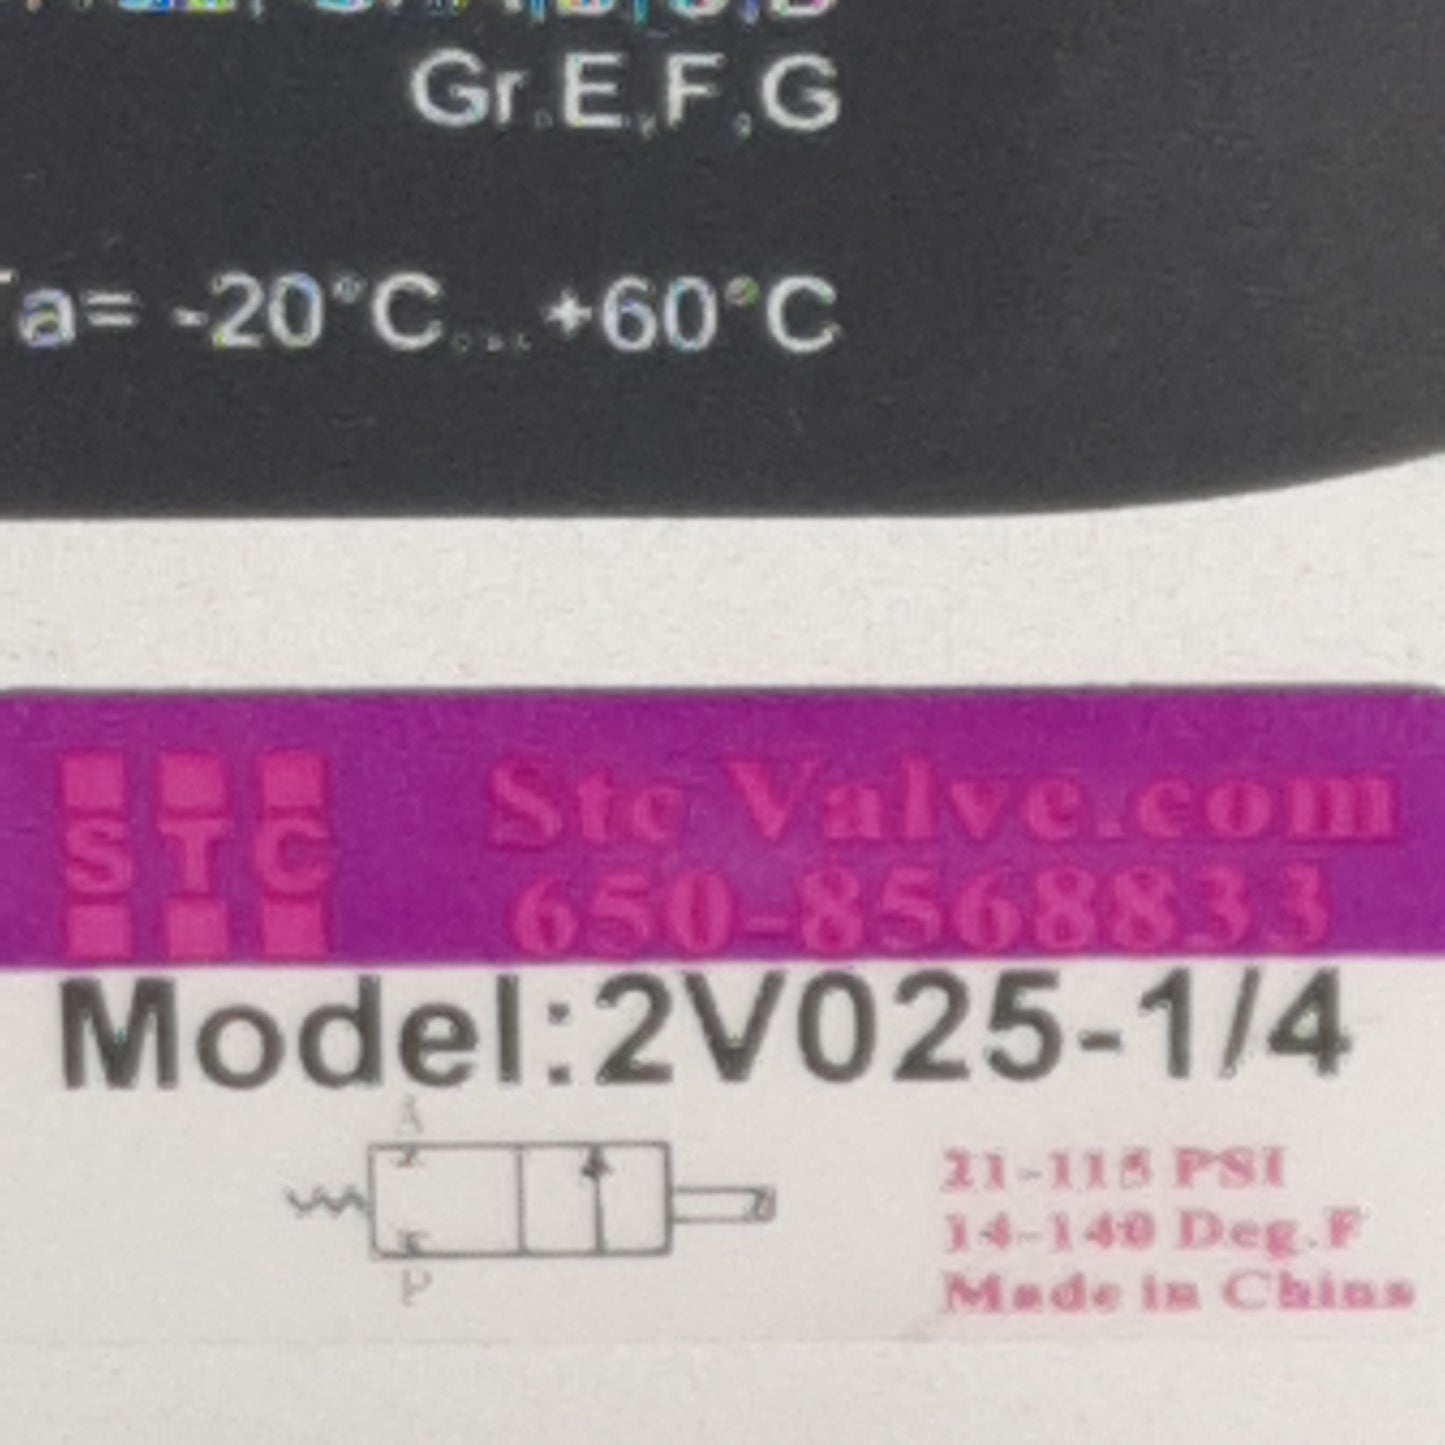 Gr.E,F,G
Ta= -20°C...+60°C
STC
Stc Valve.com
650-8568833
Model:2V025-1/4
A
P
21-115 PSI
14-140 Deg.F
Made in China